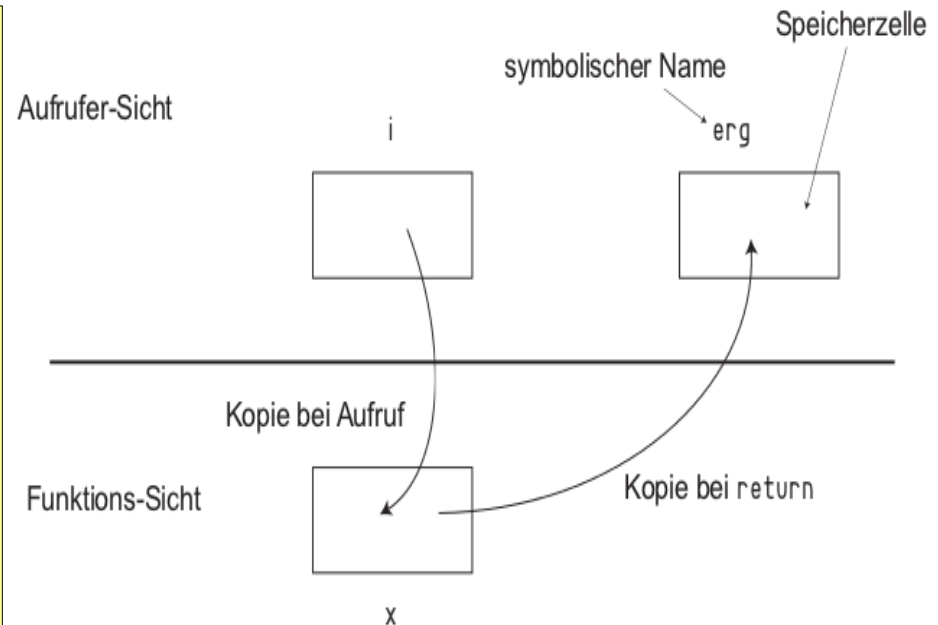 Speicherzelle
symbolischer Name
Aufrufer-Sicht
i
erg
Kopie bei Aufruf
Funktions-Sicht
Kopie bei return
x